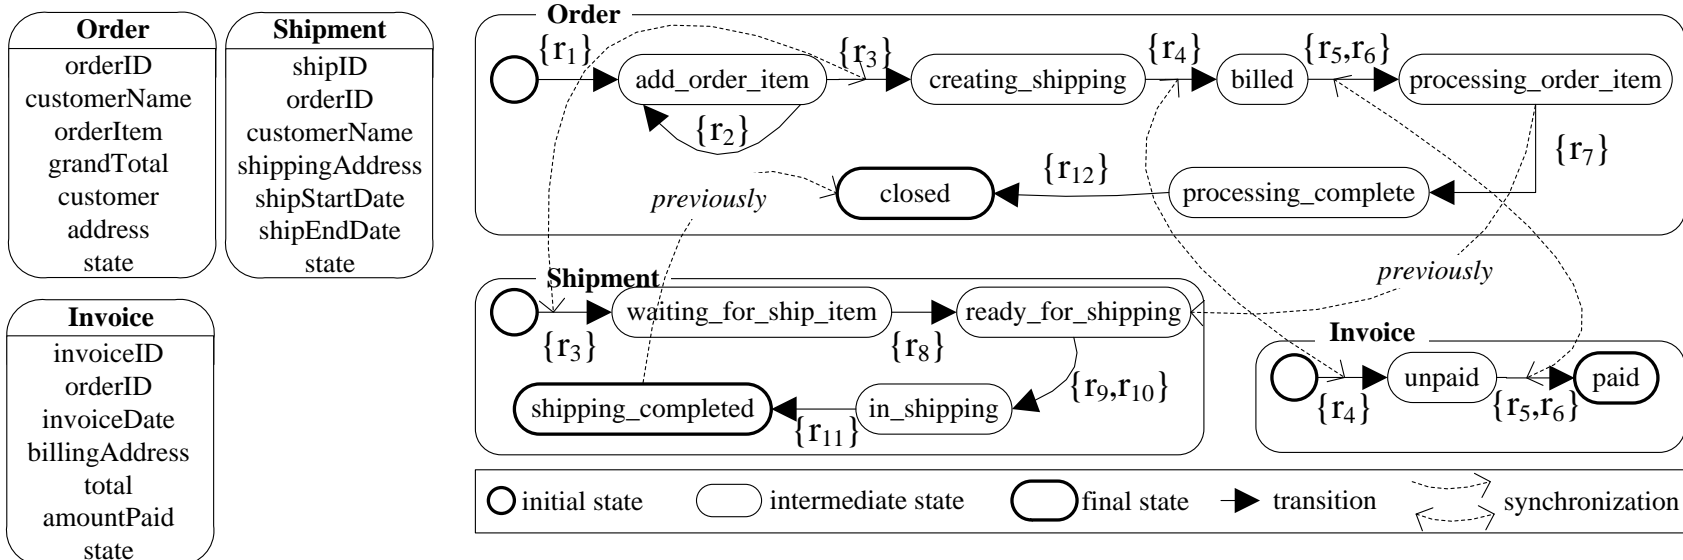 Order
orderID
customerName
orderItem
grandTotal
customer
address
state
Shipment
shipID
orderID
customerName
shippingAddress
shipStartDate
shipEndDate
state
Invoice
invoiceID
orderID
invoiceDate
billingAddress
total
amountPaid
state
Order
{r1} {r3} {r4} {r5,r6}
add_order_item creating_shipping billed processing_order_item
{r2} {r7}
{r12}
closed processing_complete
previously
previously
Shipment
waiting_for_ship_item ready_for_shipping
{r3} {r8}
{r9,r10}
shipping_completed in_shipping
{r11}
Invoice
unpaid paid
{r4} {r5,r6}
initial state intermediate state final state transition synchronization